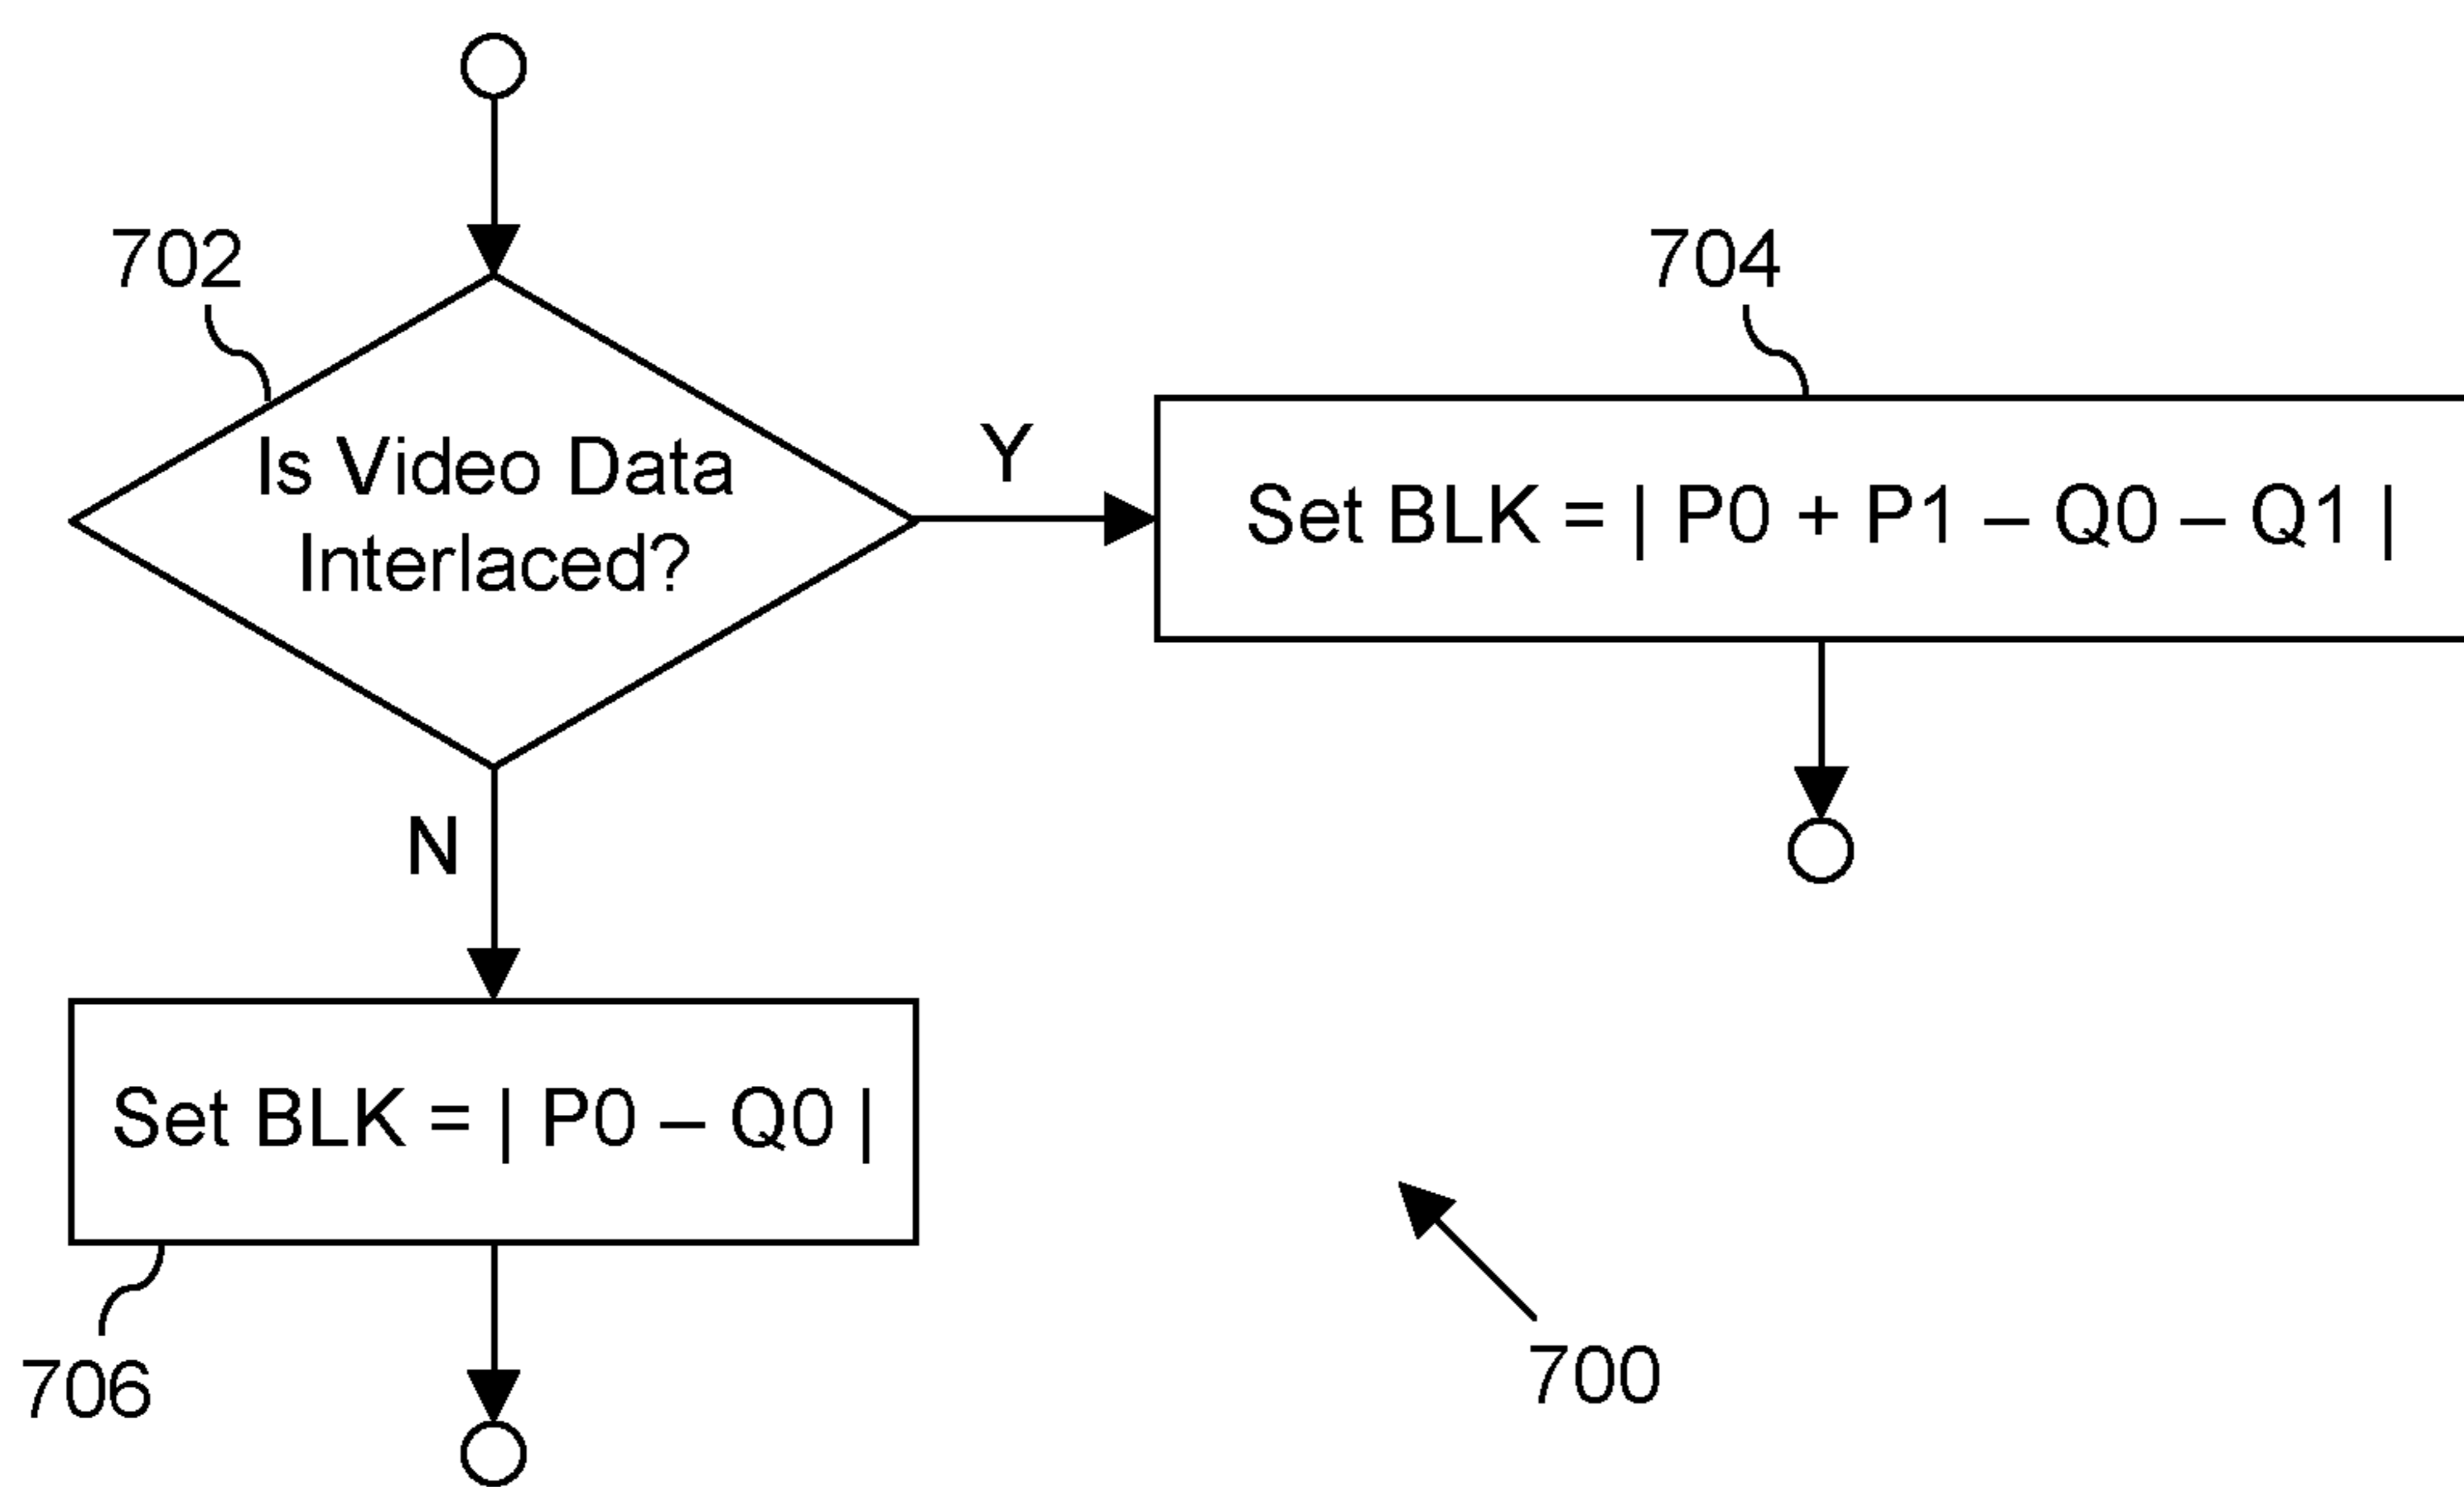 702
Is Video Data
Interlaced?
Y
704
Set BLK = | P0 + P1 – Q0 – Q1 |
N
Set BLK = | P0 – Q0 |
706
700